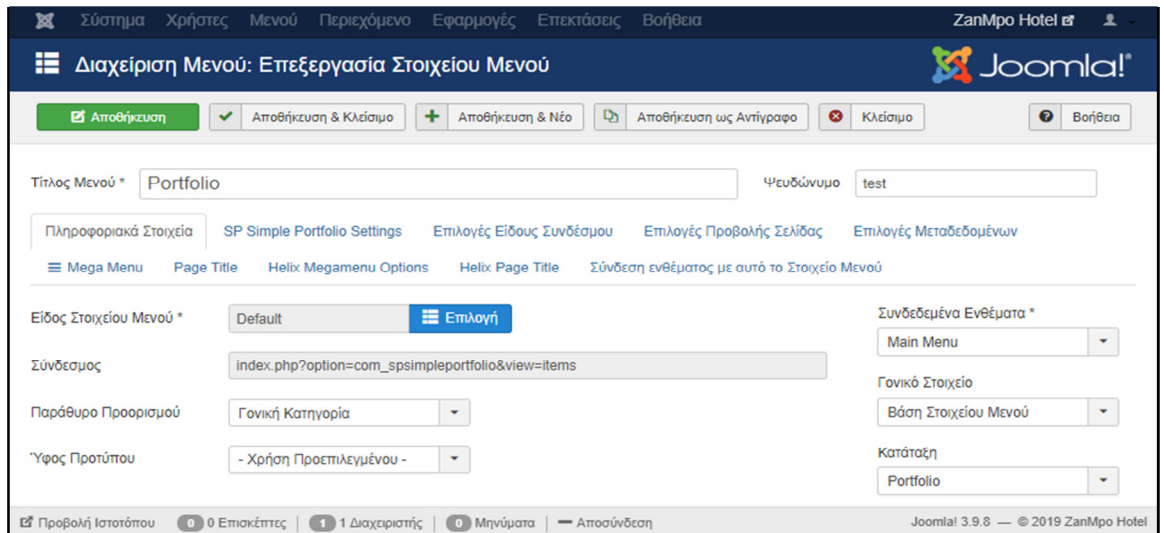 Σύστημα Χρήστες Μενού Περιεχόμενο Εφαρμογές Επεκτάσεις Βοήθεια ZanMpo Hotel
Διαχείριση Μενού: Επεξεργασία Στοιχείου Μενού Joomla!
Αποθήκευση Αποθήκευση & Κλείσιμο Αποθήκευση & Νέο Αποθήκευση ως Αντίγραφο Κλείσιμο Βοήθεια
Τίτλος Μενού * Portfolio Ψευδώνυμο test
Πληροφοριακά Στοιχεία SP Simple Portfolio Settings Επιλογές Είδους Συνδέσμου Επιλογές Προβολής Σελίδας Επιλογές Μεταδεδομένων
Mega Menu Page Title Helix Megamenu Options Helix Page Title Σύνδεση ενθέματος με αυτό το Στοιχείο Μενού
Είδος Στοιχείου Μενού * Default Επιλογή
Σύνδεσμος index.php?option=com_spsimpleportfolio&view=items
Παράθυρο Προορισμού Γονική Κατηγορία
Ύφος Προτύπου - Χρήση Προεπιλεγμένου -
Συνδεδεμένα Ενθέματα *
Main Menu
Γονικό Στοιχείο
Βάση Στοιχείου Μενού
Κατάταξη
Portfolio
Προβολή Ιστοτόπου 0 0 Επισκέπτες | 1 1 Διαχειριστής | 0 Μηνύματα | Αποσύνδεση Joomla! 3.9.8 — © 2019 ZanMpo Hotel